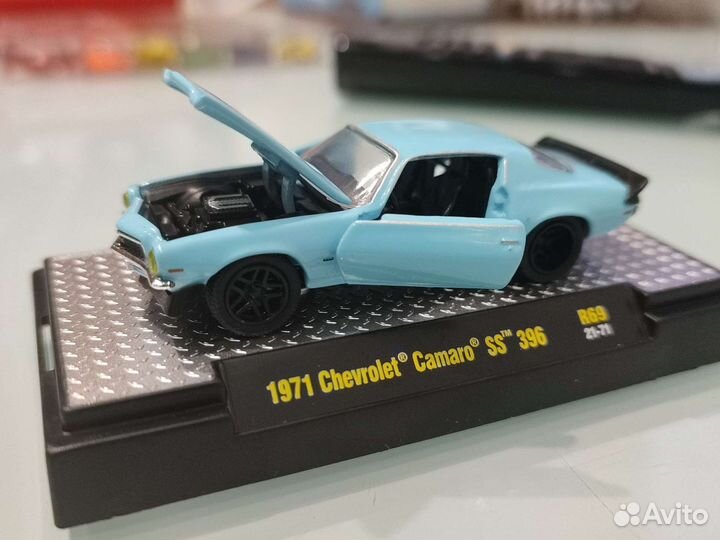 1971 Chevrolet® Camaro® SS™ 396
R69
21-71
Avito